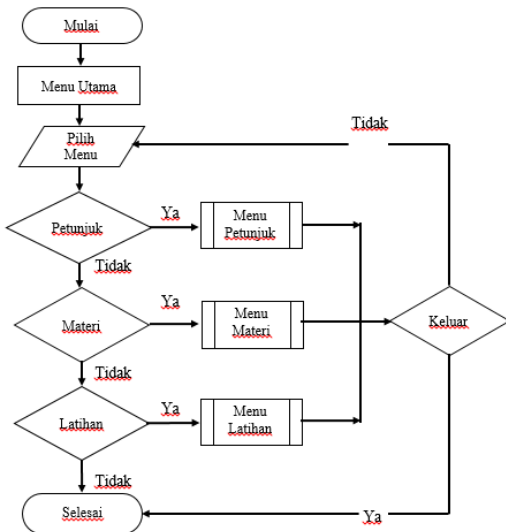 Mulai
Menu Utama
Pilih
Menu
Tidak
Petunjuk
Ya
Menu
Petunjuk
Tidak
Materi
Ya
Menu
Materi
Keluar
Tidak
Latihan
Ya
Menu
Latihan
Tidak
Selesai
Ya